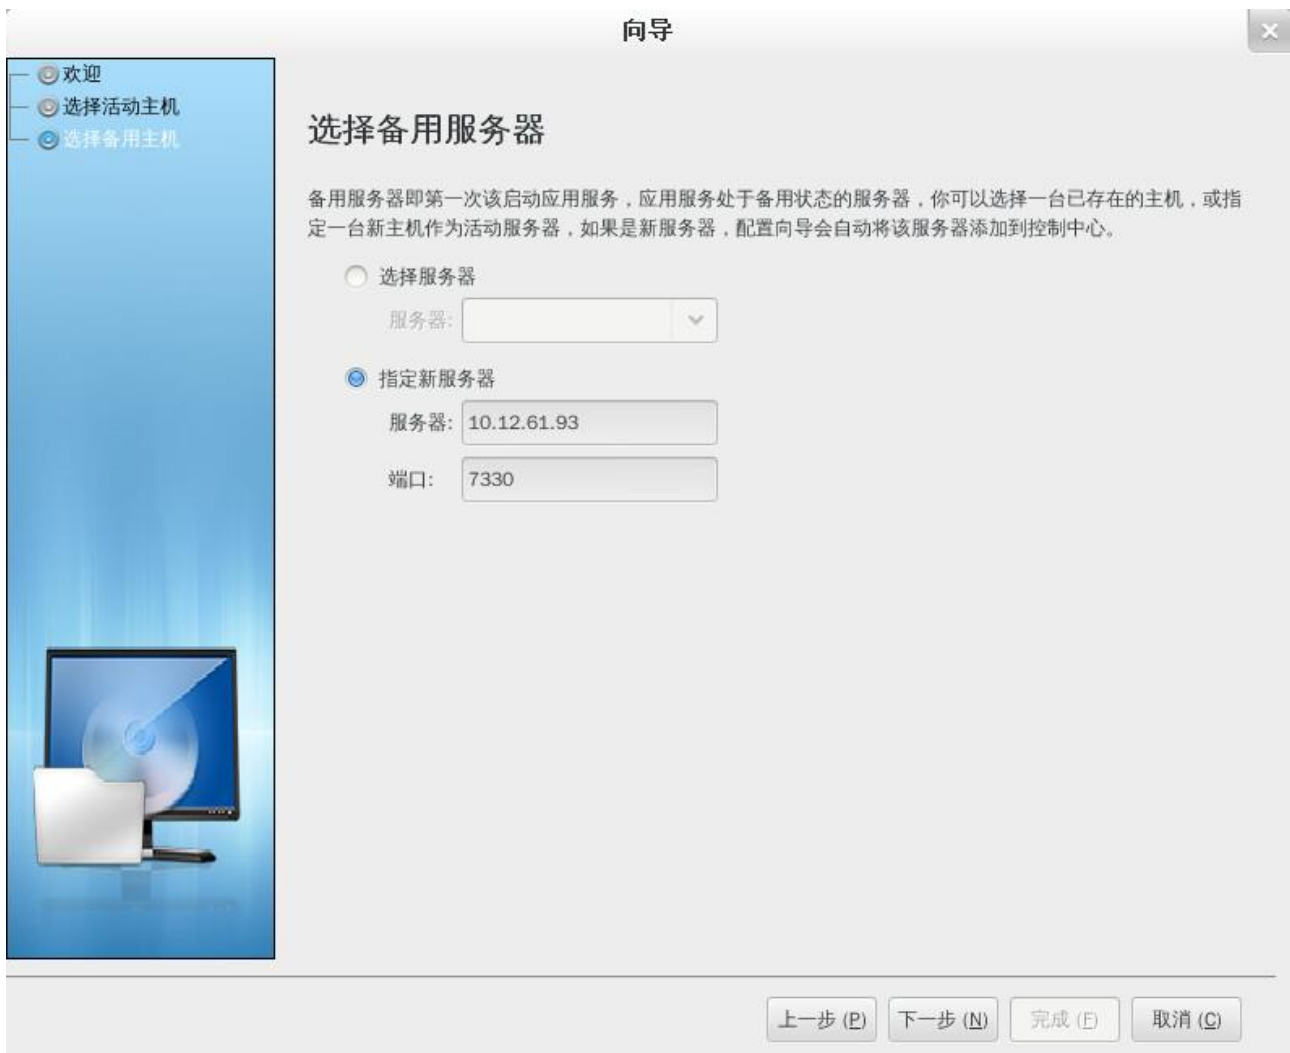 向导
欢迎
选择活动主机
选择备用主机
选择备用服务器
备用服务器即第一次该启动应用服务，应用服务处于备用状态的服务器，你可以选择一台已存在的主机，或指
定一台新主机作为活动服务器，如果是新服务器，配置向导会自动将该服务器添加到控制中心。
选择服务器
服务器:
指定新服务器
服务器: 10.12.61.93
端口: 7330
上一步 (P) 下一步 (N) 完成 (F) 取消 (C)